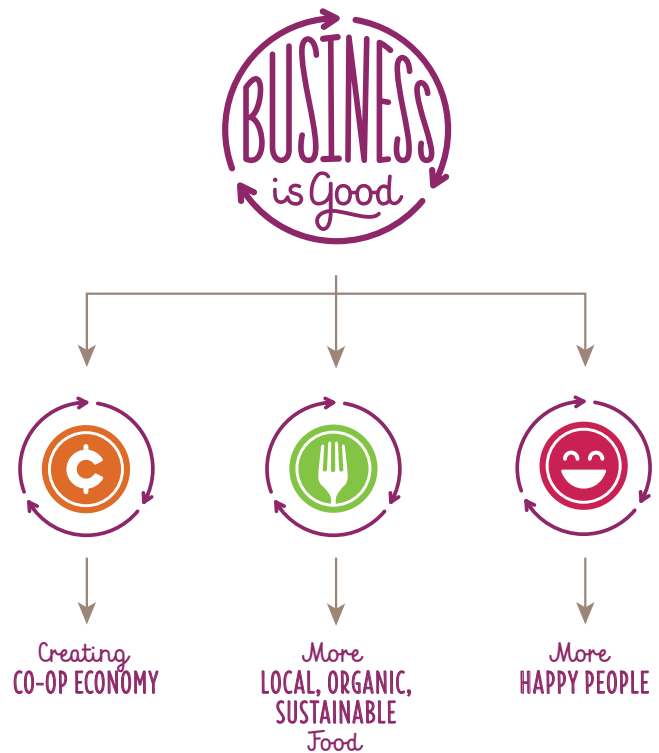 BUSINESS
is Good
¢
Creating
CO-OP ECONOMY
More
LOCAL, ORGANIC,
SUSTAINABLE
Food
More
HAPPY PEOPLE